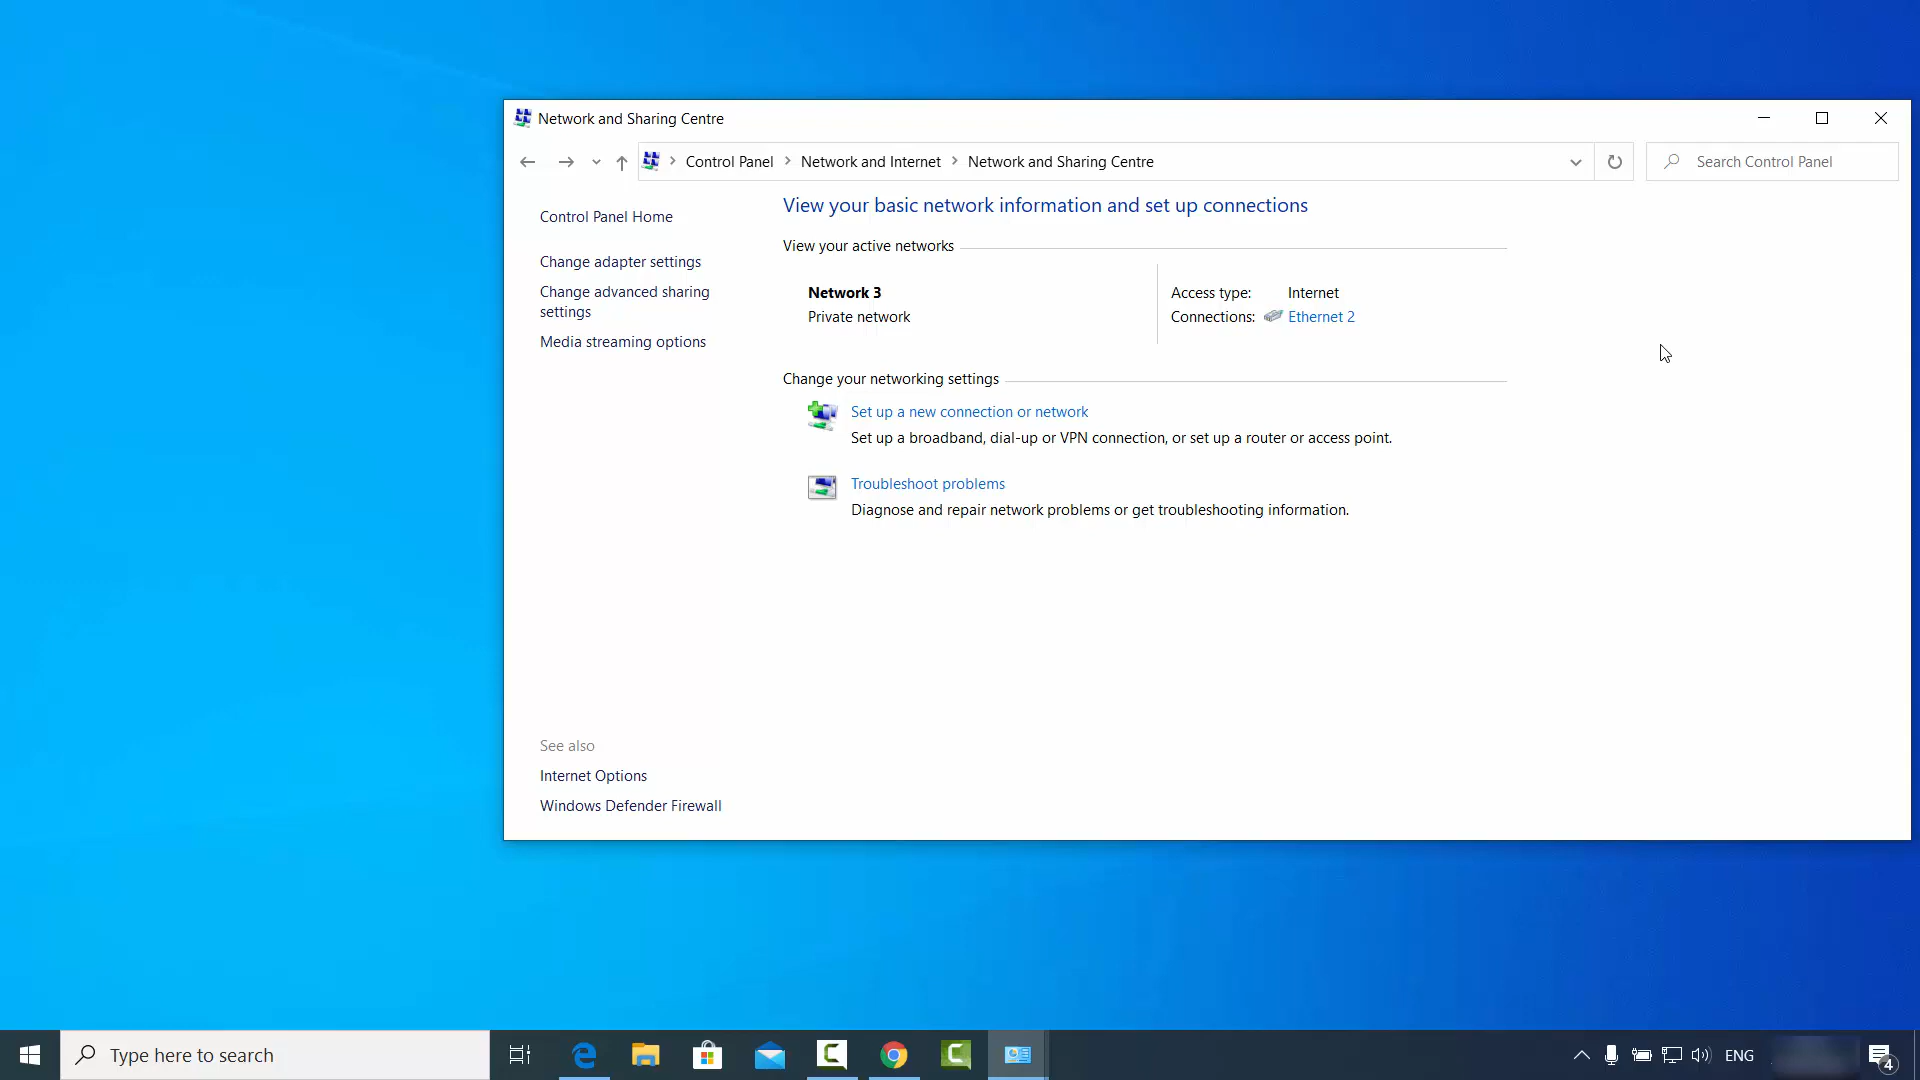 Network and Sharing Centre
Control Panel Network and Internet Network and Sharing Centre
Search Control Panel
Control Panel Home
Change adapter settings
Change advanced sharing
settings
Media streaming options
View your basic network information and set up connections
View your active networks
Network 3
Private network
Access type: Internet
Connections: Ethernet 2
Change your networking settings
Set up a new connection or network
Set up a broadband, dial-up or VPN connection, or set up a router or access point.
Troubleshoot problems
Diagnose and repair network problems or get troubleshooting information.
See also
Internet Options
Windows Defender Firewall
Type here to search
ENG
4